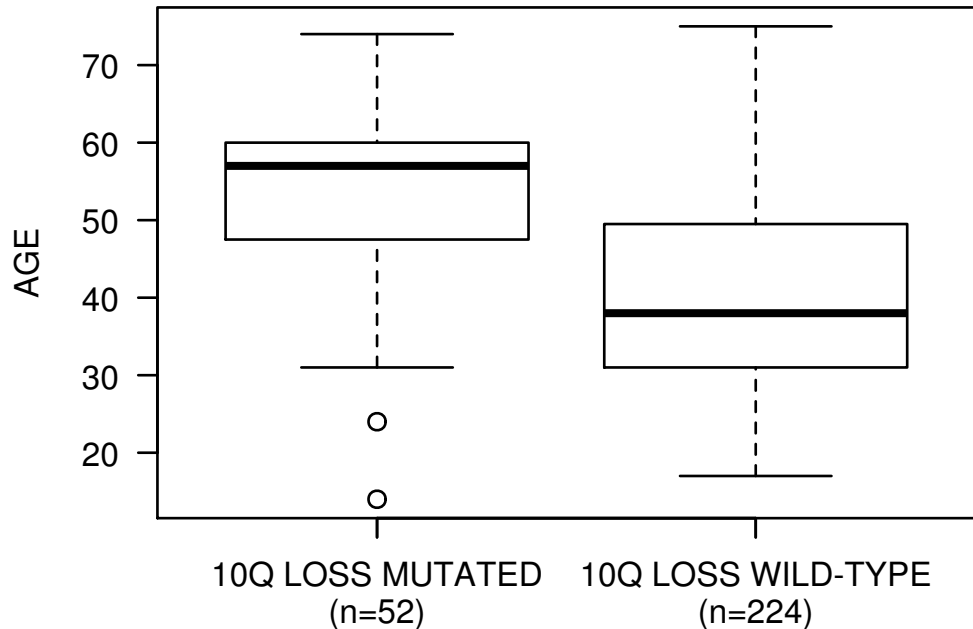 AGE
70
60
50
40
30
20
10Q LOSS MUTATED
(n=52)
10Q LOSS WILD-TYPE
(n=224)